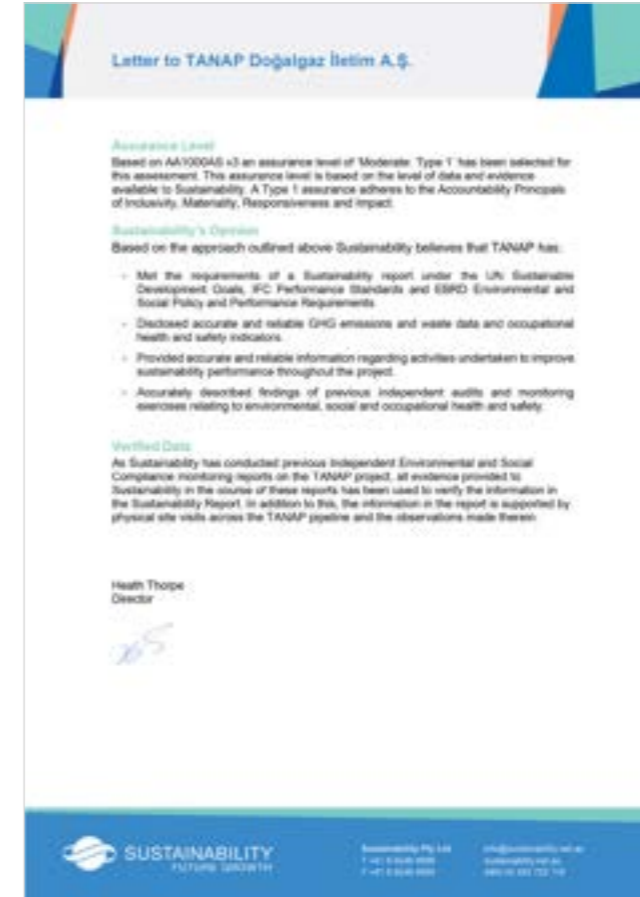 Letter to TANAP Doğalgaz İletim A.Ş.
Assurance Level
Based on AA1000AS v3 an assurance level of 'Moderate: Type 1' has been selected for
this assessment. This assurance level is based on the level of data and evidence
available to Sustainability. A Type 1 assurance adheres to the Accountability Principals
of Inclusivity, Materiality, Responsiveness and Impact.
Sustainability's Opinion
Based on the approach outlined above Sustainability believes that TANAP has:
- Met the requirements of a Sustainability report under the UN Sustainable
Development Goals, IFC Performance Standards and EBRD Environmental and
Social Policy and Performance Requirements
- Disclosed accurate and reliable GHG emissions and waste data and occupational
health and safety indicators.
- Provided accurate and reliable information regarding activities undertaken to improve
sustainability performance throughout the project.
- Accurately described findings of previous independent audits and monitoring
exercises relating to environmental, social and occupational health and safety.
Verified Data
As Sustainability has conducted previous Independent Environmental and Social
Compliance monitoring reports on the TANAP project, all evidence provided to
Sustainability in the course of these reports has been used to verify the information in
the Sustainability Report. In addition to this, the information in the report is supported by
physical site visits across the TANAP pipeline and the observations made therein.
Heath Thorpe
Director
SUSTAINABILITY
FUTURE GROWTH
Sustainability Pty Ltd